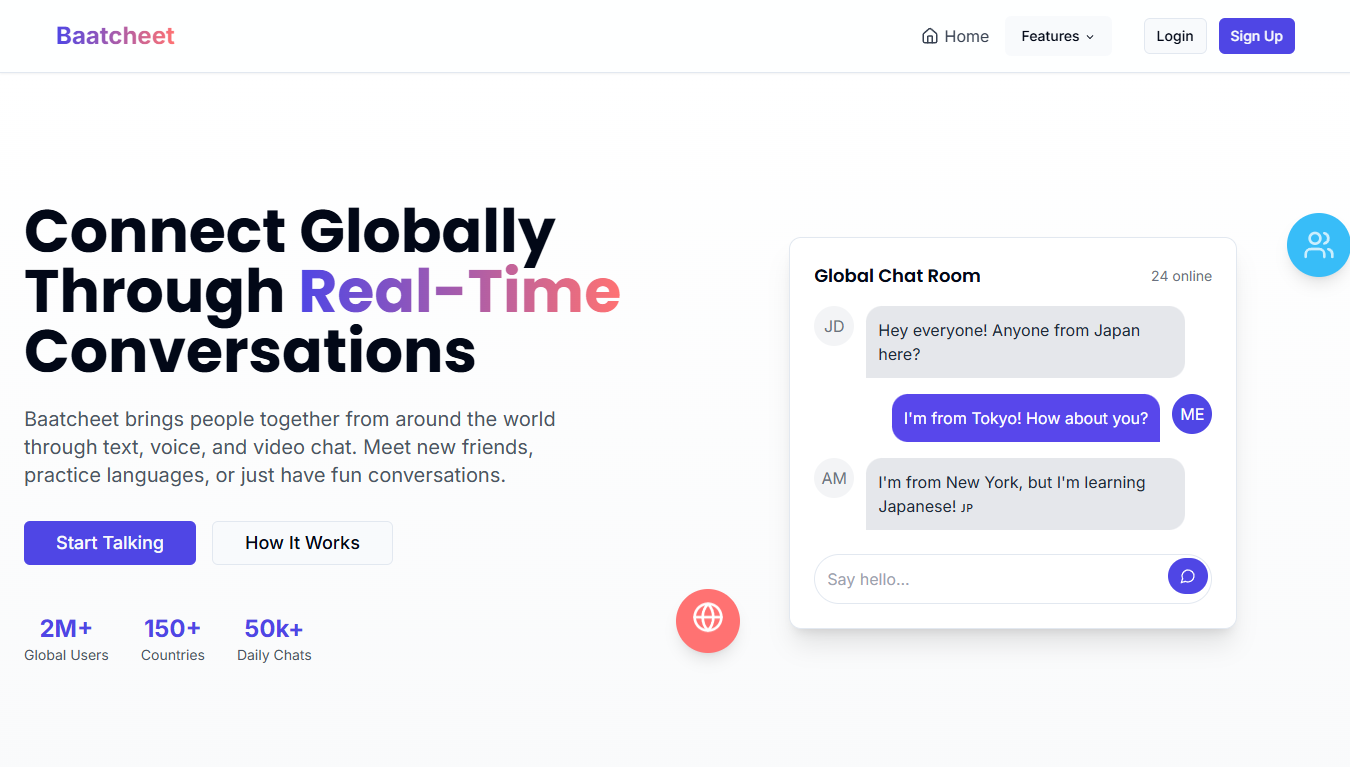 Baatcheet
Home
Features
Login
Sign Up
Connect Globally
Through Real-Time
Conversations
Baatcheet brings people together from around the world
through text, voice, and video chat. Meet new friends,
practice languages, or just have fun conversations.
Start Talking
How It Works
2M+
Global Users
150+
Countries
50k+
Daily Chats
Global Chat Room
24 online
JD
Hey everyone! Anyone from Japan
here?
I'm from Tokyo! How about you?
ME
AM
I'm from New York, but I'm learning
Japanese! JP
Say hello...